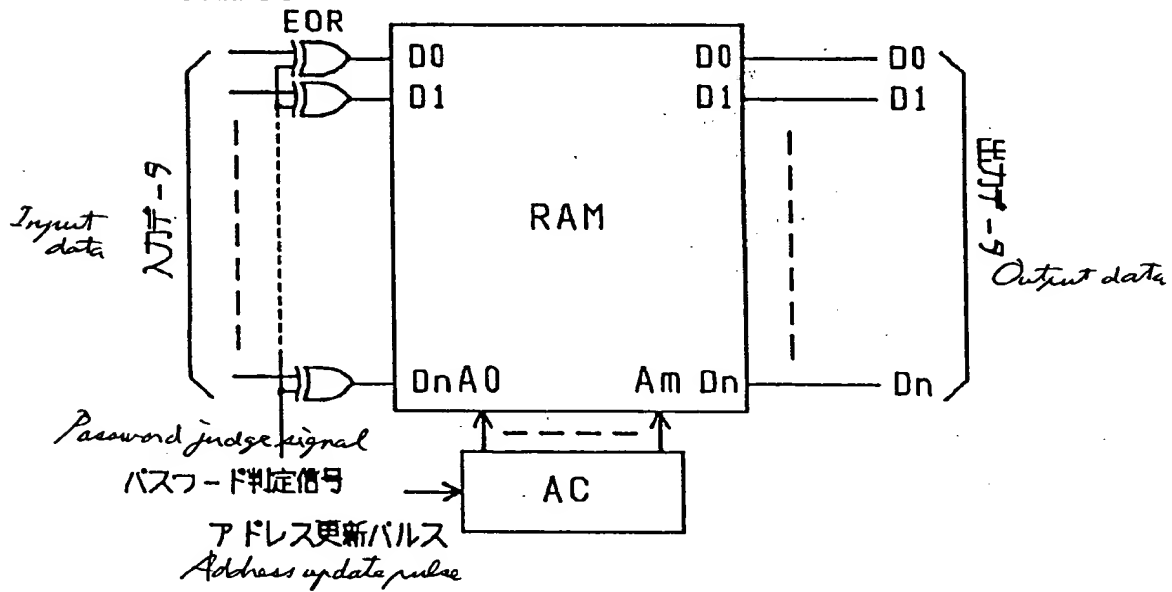 EOR
D0
D1
D0
D1
D0
D1
入力データ
Input
data
RAM
出力データ
Output data
DnA0
Am Dn
Dn
Password judge signal
パスワード判定信号
AC
アドレス更新パルス
Address update pulse